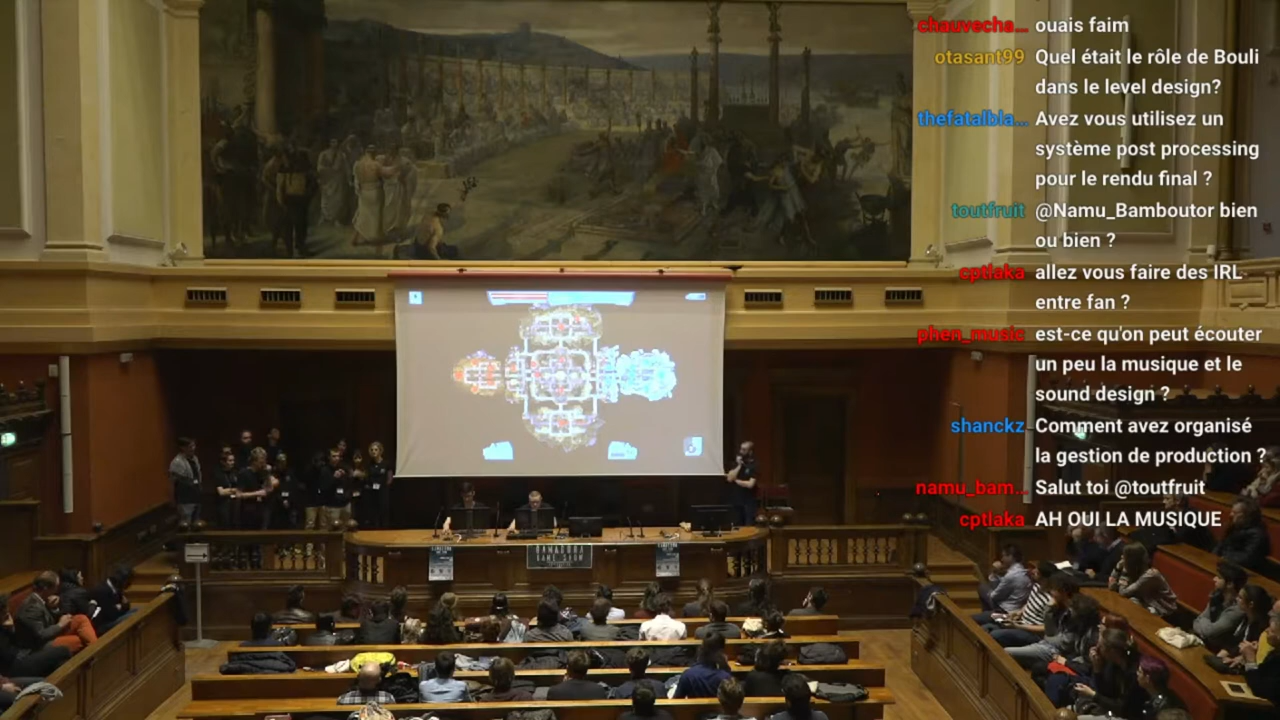 chauvecha... ouais faim
otasant99 Quel était le rôle de Bouli
dans le level design?
thefatalbla... Avez vous utilisez un
système post processing
pour le rendu final ?
toutfruit @Namu_Bamboutor bien
ou bien ?
cptlaka allez vous faire des IRL
entre fan ?
phen_music est-ce qu'on peut écouter
un peu la musique et le
sound design ?
shanckz Comment avez organisé
la gestion de production ?
namu_bam... Salut toi @toutfruit
cptlaka AH OUI LA MUSIQUE